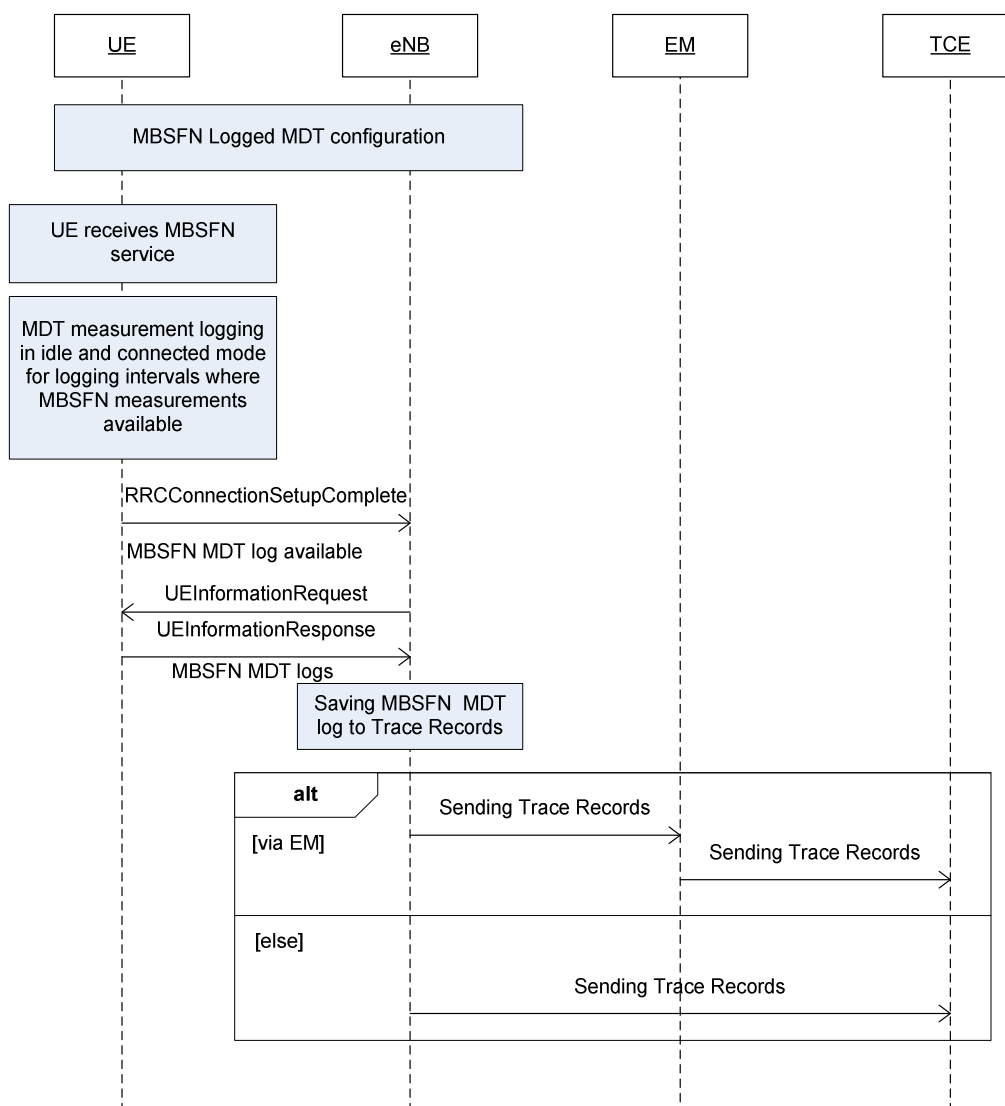 UE
eNB
EM
TCE
MBSFN Logged MDT configuration
UE receives MBSFN
service
MDT measurement logging
in idle and connected mode
for logging intervals where
MBSFN measurements
available
RRCConnectionSetupComplete
MBSFN MDT log available
UEInformationRequest
UEInformationResponse
MBSFN MDT logs
Saving MBSFN MDT
log to Trace Records
alt
Sending Trace Records
[via EM]
Sending Trace Records
[else]
Sending Trace Records